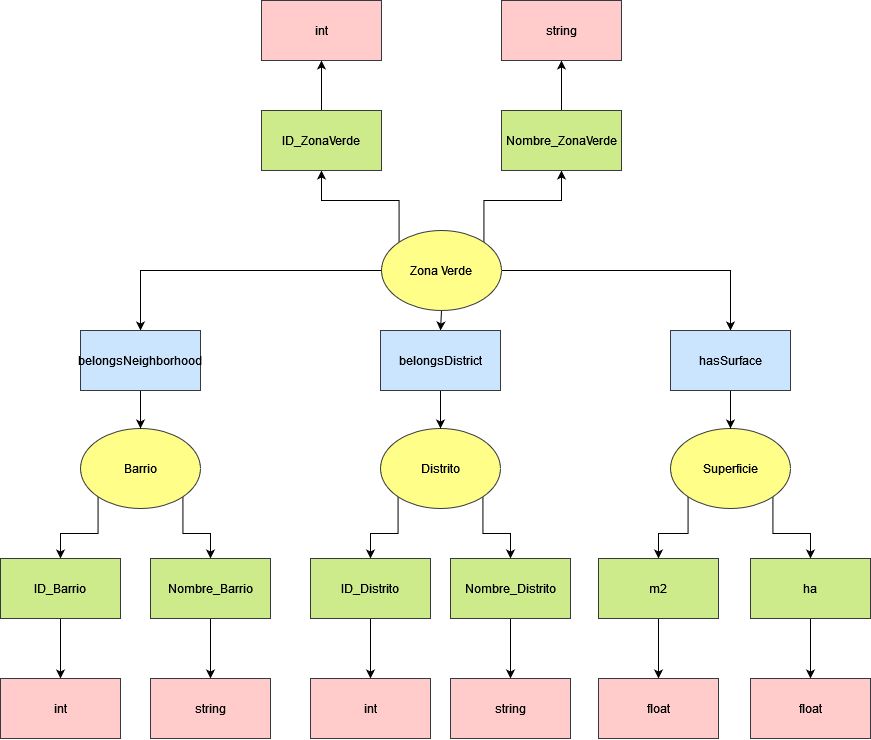 int
string
ID_ZonaVerde
Nombre_ZonaVerde
Zona Verde
belongsNeighborhood
belongsDistrict
hasSurface
Barrio
Distrito
Superficie
ID_Barrio
Nombre_Barrio
ID_Distrito
Nombre_Distrito
m2
ha
int
string
int
string
float
float